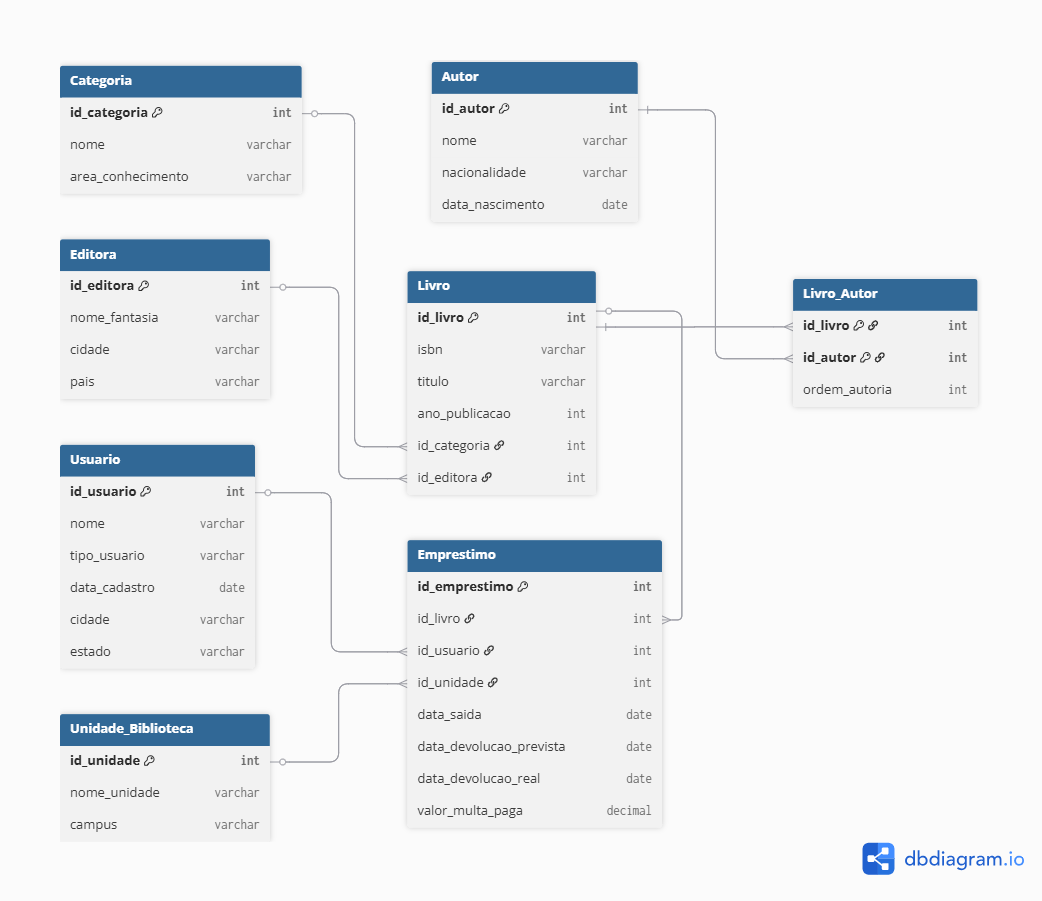 Categoria
id_categoria int
nome varchar
area_conhecimento varchar
Autor
id_autor int
nome varchar
nacionalidade varchar
data_nascimento date
Editora
id_editora int
nome_fantasia varchar
cidade varchar
pais varchar
Livro
id_livro int
isbn varchar
titulo varchar
ano_publicacao int
id_categoria int
id_editora int
Livro_Autor
id_livro int
id_autor int
ordem_autoria int
Usuario
id_usuario int
nome varchar
tipo_usuario varchar
data_cadastro date
cidade varchar
estado varchar
Emprestimo
id_emprestimo int
id_livro int
id_usuario int
id_unidade int
data_saida date
data_devolucao_prevista date
data_devolucao_real date
valor_multa_paga decimal
Unidade_Biblioteca
id_unidade int
nome_unidade varchar
campus varchar
dbdiagram.io